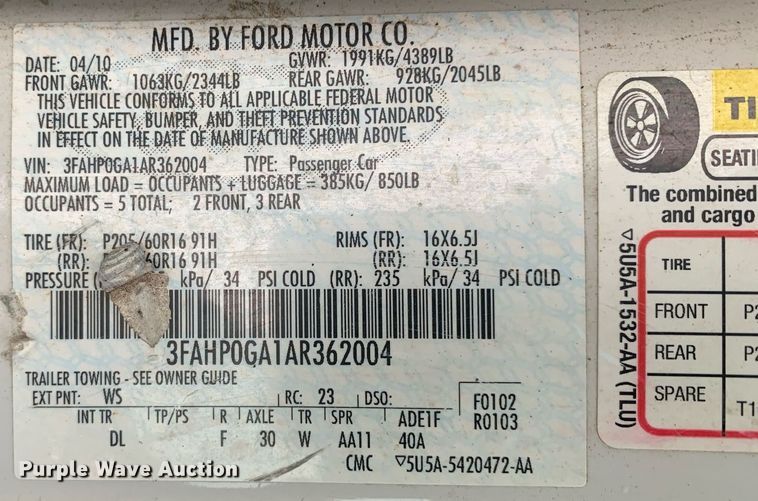 MFD. BY FORD MOTOR CO.
DATE: 04/10 GVWR: 1991KG/4389LB
FRONT GAWR: 1063KG/2344LB REAR GAWR: 928KG/2045LB
THIS VEHICLE CONFORMS TO ALL APPLICABLE FEDERAL MOTOR
VEHICLE SAFETY, BUMPER, AND THEFT PREVENTION STANDARDS
IN EFFECT ON THE DATE OF MANUFACTURE SHOWN ABOVE.
VIN: 3FAHP0GA1AR362004 TYPE: Passenger Car
MAXIMUM LOAD = OCCUPANTS + LUGGAGE = 385KG/ 850LB
OCCUPANTS = 5 TOTAL; 2 FRONT, 3 REAR
TIRE (FR): P205/60R16 91H RIMS (FR): 16X6.5J
(RR): /60R16 91H (RR): 16X6.5J
PRESSURE kPa/ 34 PSI COLD (RR): 235 kPa/ 34 PSI COLD
3FAHP0GA1AR362004
TRAILER TOWING - SEE OWNER GUIDE
EXT PNT: WS RC: 23 DSO: F0102
INT TR TP/PS R AXLE TR SPR ADE1F R0103
DL F 30 W AA11 40A
CMC ▽5U5A-5420472-AA
TI
SEATI
The combined
and cargo
▽5U5A-1532-AA (TLU)
TIRE
FRONT P2
REAR P2
SPARE T1
Purple Wave Auction